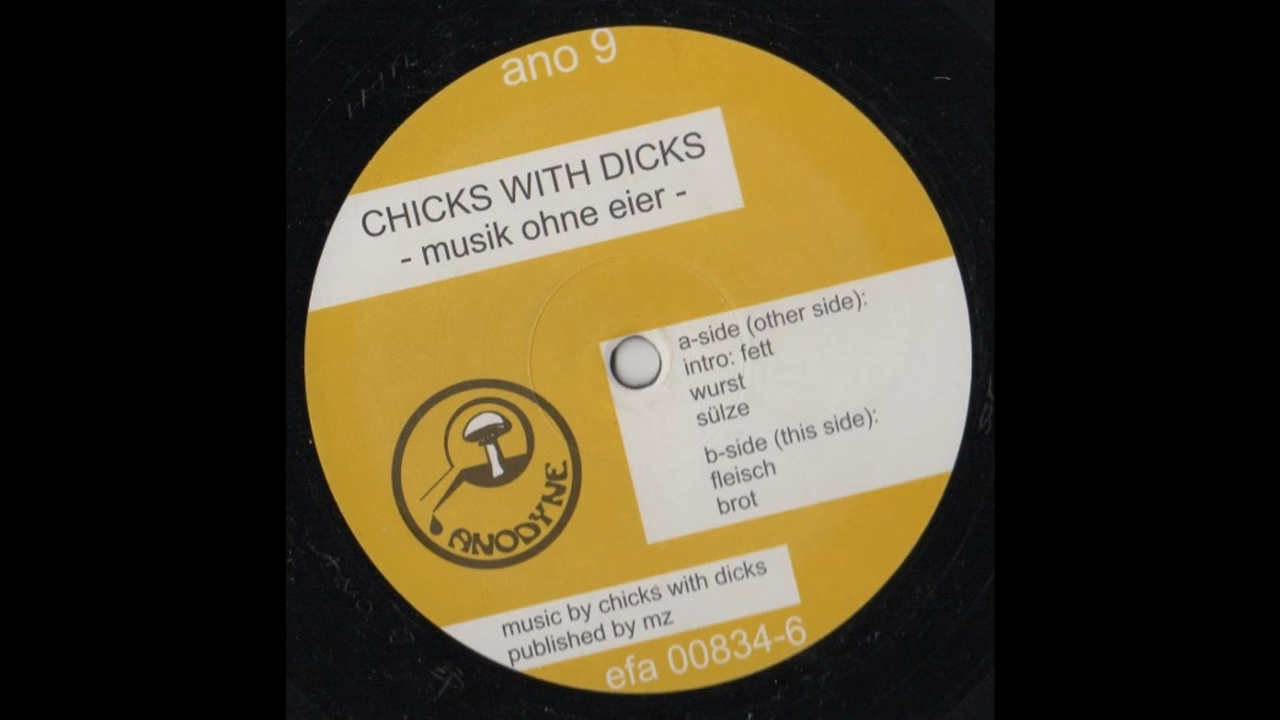 ano 9
CHICKS WITH DICKS
- musik ohne eier -
a-side (other side):
intro: fett
wurst
sülze
b-side (this side):
fleisch
brot
ANODYNE
music by chicks with dicks
published by mz
efa 00834-6